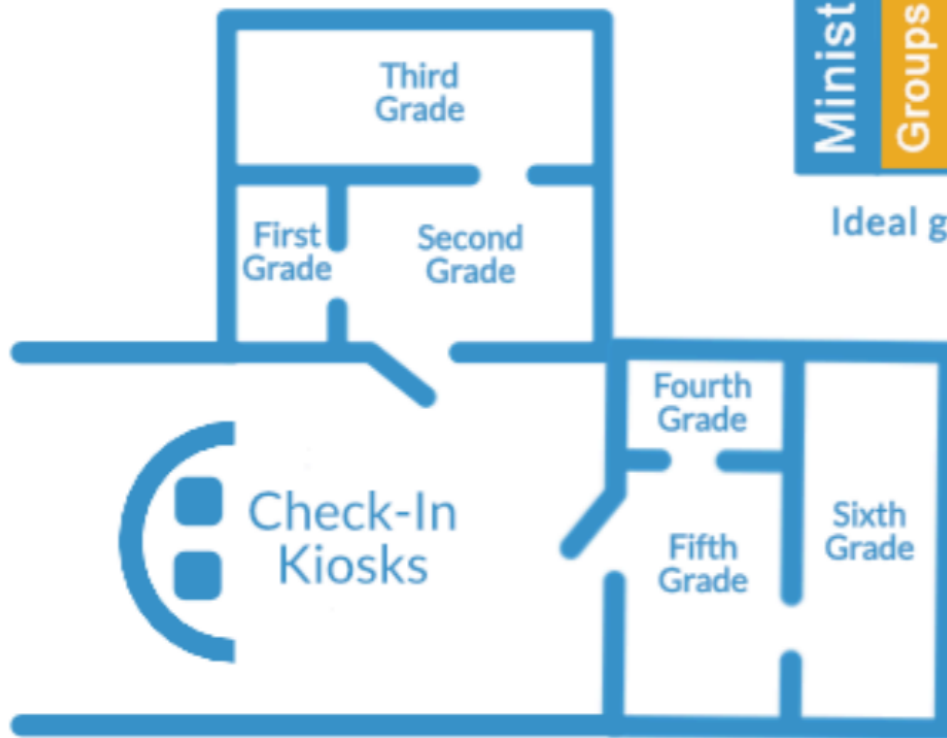 Third
Grade
First
Grade
Second
Grade
Fourth
Grade
Check-In
Kiosks
Fifth
Grade
Sixth
Grade
Minist
Groups
Ideal g